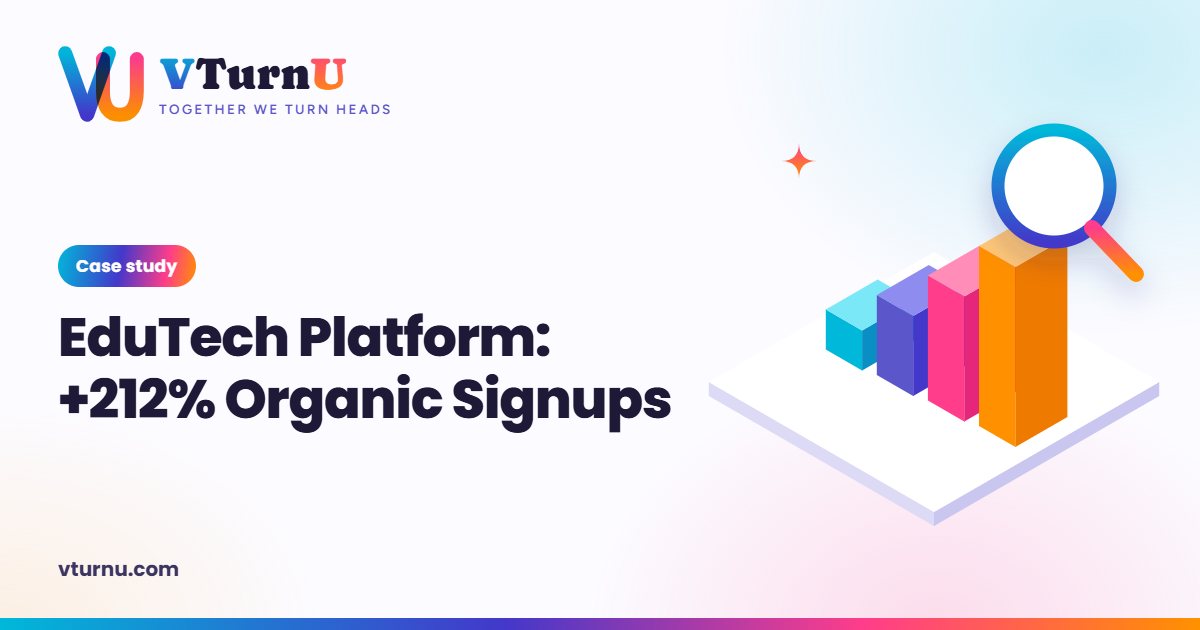 VTurnU
TOGETHER WE TURN HEADS
Case study
EduTech Platform:
+212% Organic Signups
vturnu.com